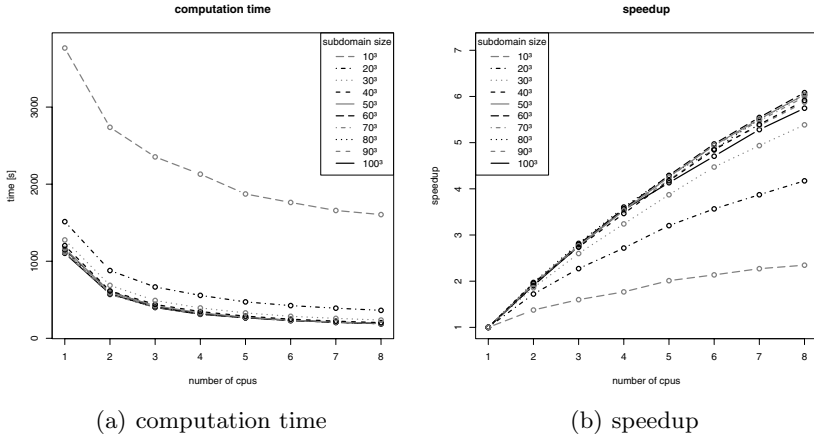 computation time
time [s]
0
1000
2000
3000
1 2 3 4 5 6 7 8
number of cpus
subdomain size
10³
20³
30³
40³
50³
60³
70³
80³
90³
100³
(a) computation time
speedup
speedup
1
2
3
4
5
6
7
1 2 3 4 5 6 7 8
number of cpus
subdomain size
10³
20³
30³
40³
50³
60³
70³
80³
90³
100³
(b) speedup